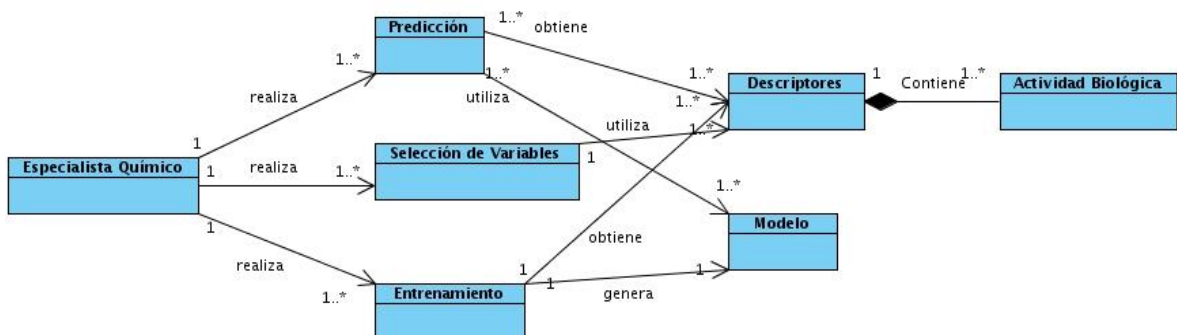 1..*
Predicción
obtiene
1..*
1..*
1..*
realiza
utiliza
1..*
Descriptores
1
Contiene
1..*
Actividad Biológica
1
utiliza
1..*
Selección de Variables
1
Especialista Químico
1
realiza
1..*
1..*
Modelo
1
realiza
obtiene
1
1
1
Entrenamiento
genera
1..*